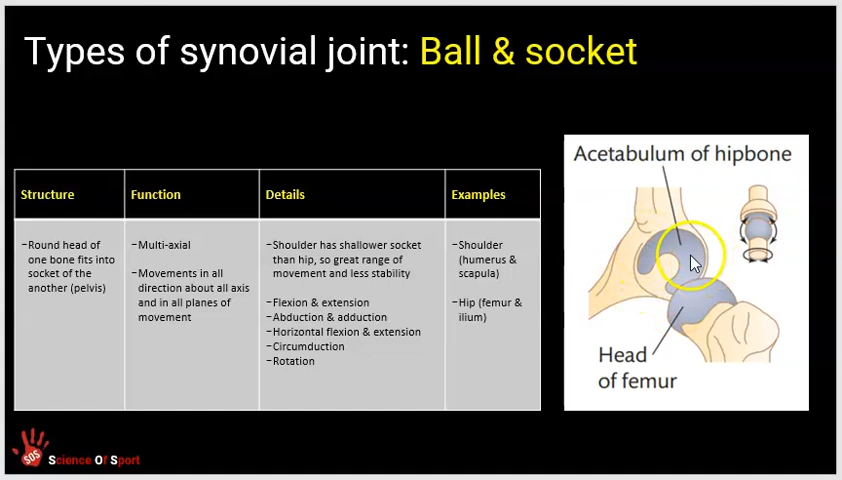 Types of synovial joint: Ball & socket
Structure
Function
Details
Examples
-Round head of
one bone fits into
socket of the
another (pelvis)
-Multi-axial
-Movements in all
direction about all axis
and in all planes of
movement
-Shoulder has shallower socket
than hip, so great range of
movement and less stability
-Flexion & extension
-Abduction & adduction
-Horizontal flexion & extension
-Circumduction
-Rotation
-Shoulder
(humerus &
scapula)
-Hip (femur &
ilium)
Acetabulum of hipbone
Head
of femur
SOS
Science Of Sport